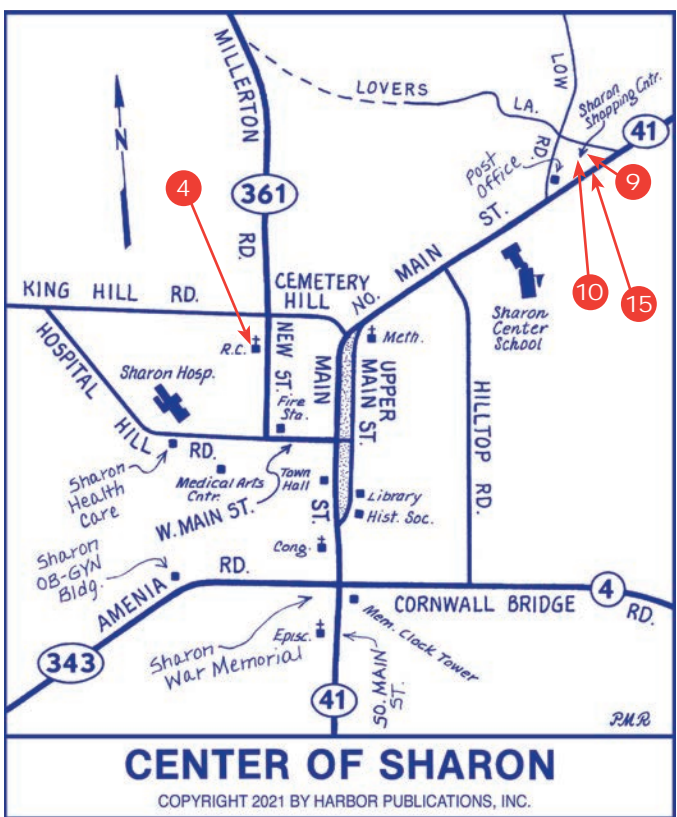 MILLERTON
RD.
361
LOVERS
LA.
LOW
RD.
Sharon
Shopping Cntr.
41
Post
Office
9
10
15
4
N
NO. MAIN ST.
KING HILL RD.
CEMETERY
HILL
R.C.
NEW ST.
MAIN
ST.
Meth.
UPPER
MAIN ST.
Sharon
Center
School
HOSPITAL
HILL
RD.
Sharon Hosp.
Fire
Sta.
HILLTOP RD.
Sharon
Health
Care
Medical Arts
Cntr.
W. MAIN ST.
Town
Hall
Library
Hist. Soc.
Sharon
OB-GYN
Bldg.
Cong.
AMENIA
RD.
CORNWALL BRIDGE
4
RD.
343
Sharon
War Memorial
Episc.
Mem. Clock Tower
41
SO. MAIN
ST.
PMR
CENTER OF SHARON
COPYRIGHT 2021 BY HARBOR PUBLICATIONS, INC.